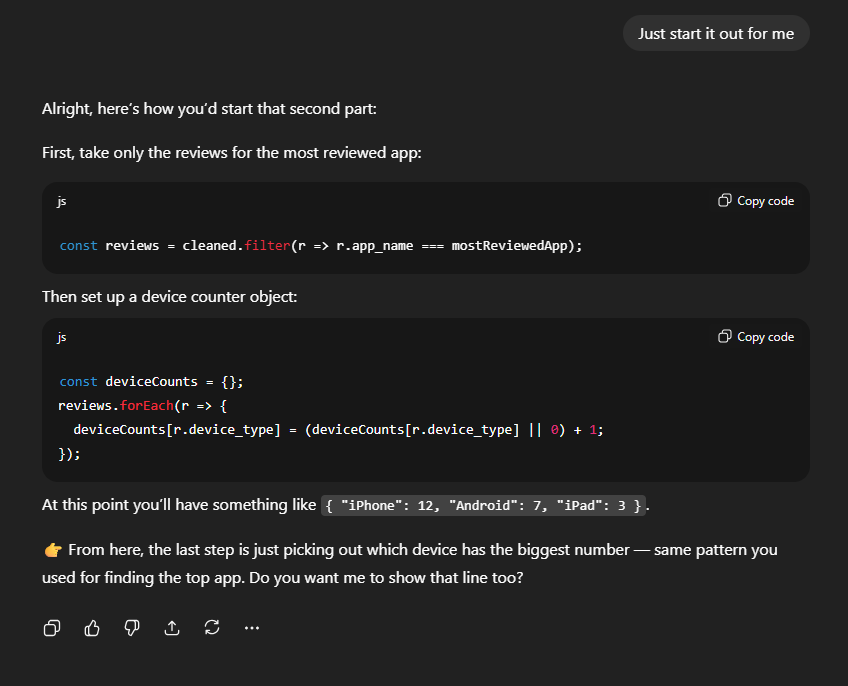 Just start it out for me
Alright, here’s how you’d start that second part:
First, take only the reviews for the most reviewed app:
js
Copy code
const reviews = cleaned.filter(r => r.app_name === mostReviewedApp);
Then set up a device counter object:
js
Copy code
const deviceCounts = {};
reviews.forEach(r => {
  deviceCounts[r.device_type] = (deviceCounts[r.device_type] || 0) + 1;
});
At this point you’ll have something like { "iPhone": 12, "Android": 7, "iPad": 3 }.
👉 From here, the last step is just picking out which device has the biggest number — same pattern you
used for finding the top app. Do you want me to show that line too?